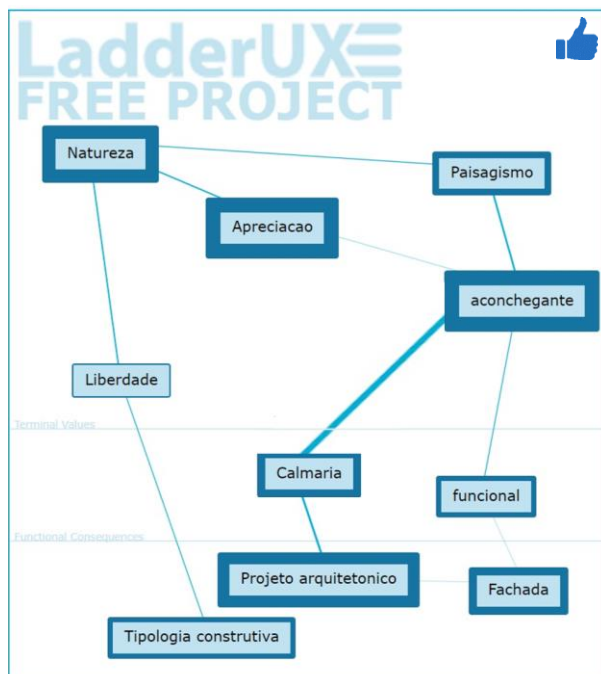 LadderUX
FREE PROJECT
Natureza
Paisagismo
Apreciacao
aconchegante
Liberdade
Terminal Values
Calmaria
funcional
Functional Consequences
Projeto arquitetonico
Fachada
Tipologia construtiva